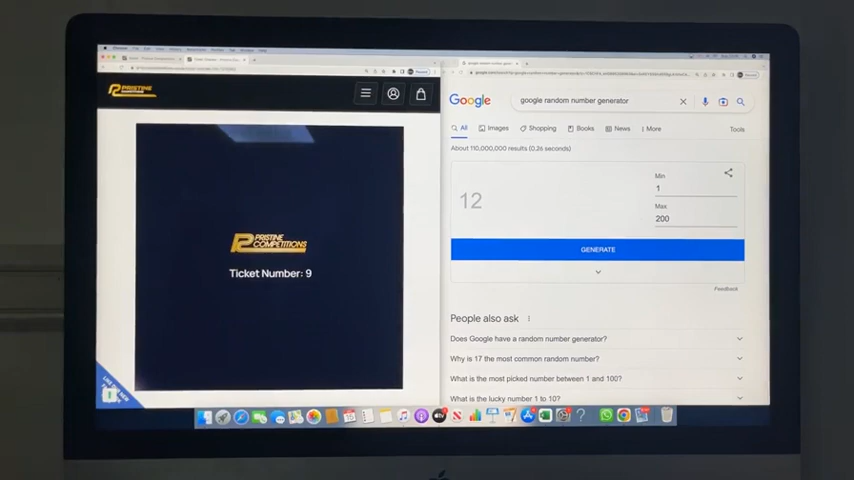 PRISTINE
COMPETITIONS
PRISTINE
COMPETITIONS
Ticket Number: 9
Google
google random number generator
All
Images
Shopping
Books
News
More
Tools
About 110,000,000 results (0.26 seconds)
12
Min
1
Max
200
GENERATE
Feedback
People also ask
Does Google have a random number generator?
Why is 17 the most common random number?
What is the most picked number between 1 and 100?
What is the lucky number 1 to 10?